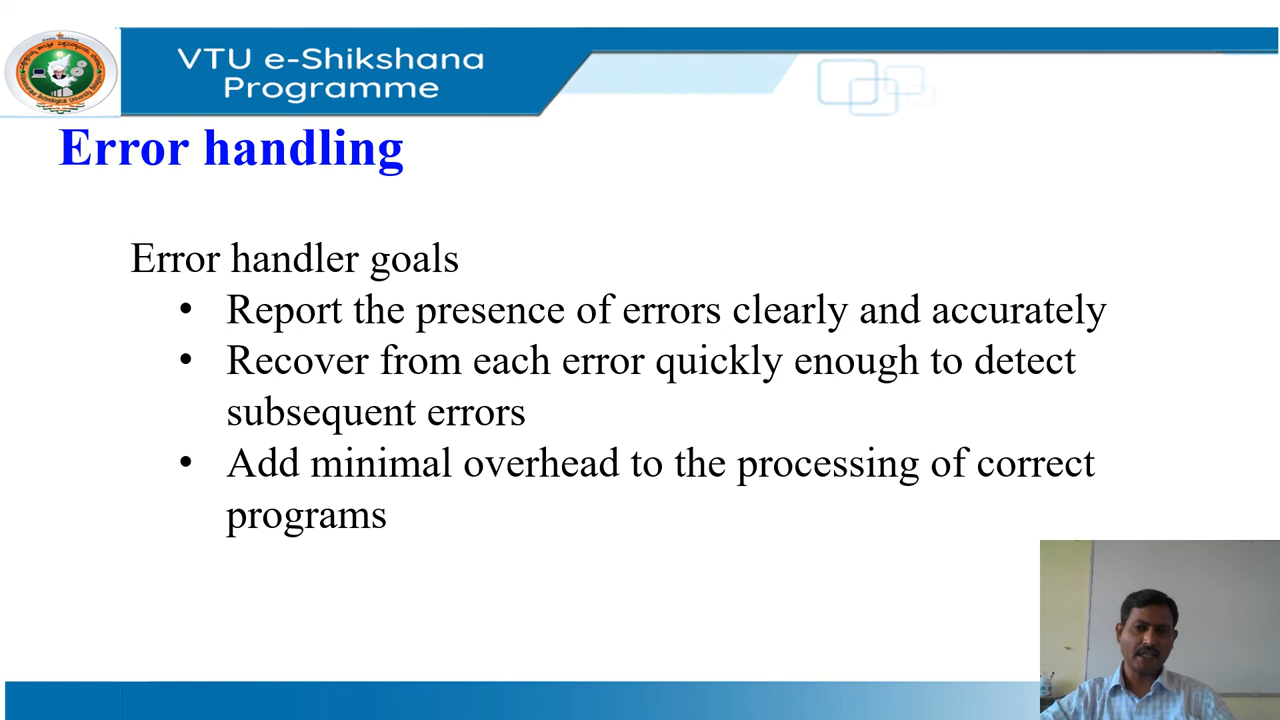 VTU e-Shikshana
Programme
Error handling
Error handler goals
• Report the presence of errors clearly and accurately
• Recover from each error quickly enough to detect
subsequent errors
• Add minimal overhead to the processing of correct
programs